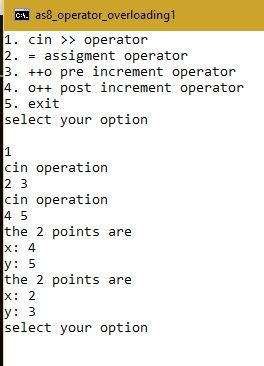 as8_operator_overloading1
1. cin >> operator
2. = assigment operator
3. ++o pre increment operator
4. o++ post increment operator
5. exit
select your option
1
cin operation
2 3
cin operation
4 5
the 2 points are
x: 4
y: 5
the 2 points are
x: 2
y: 3
select your option